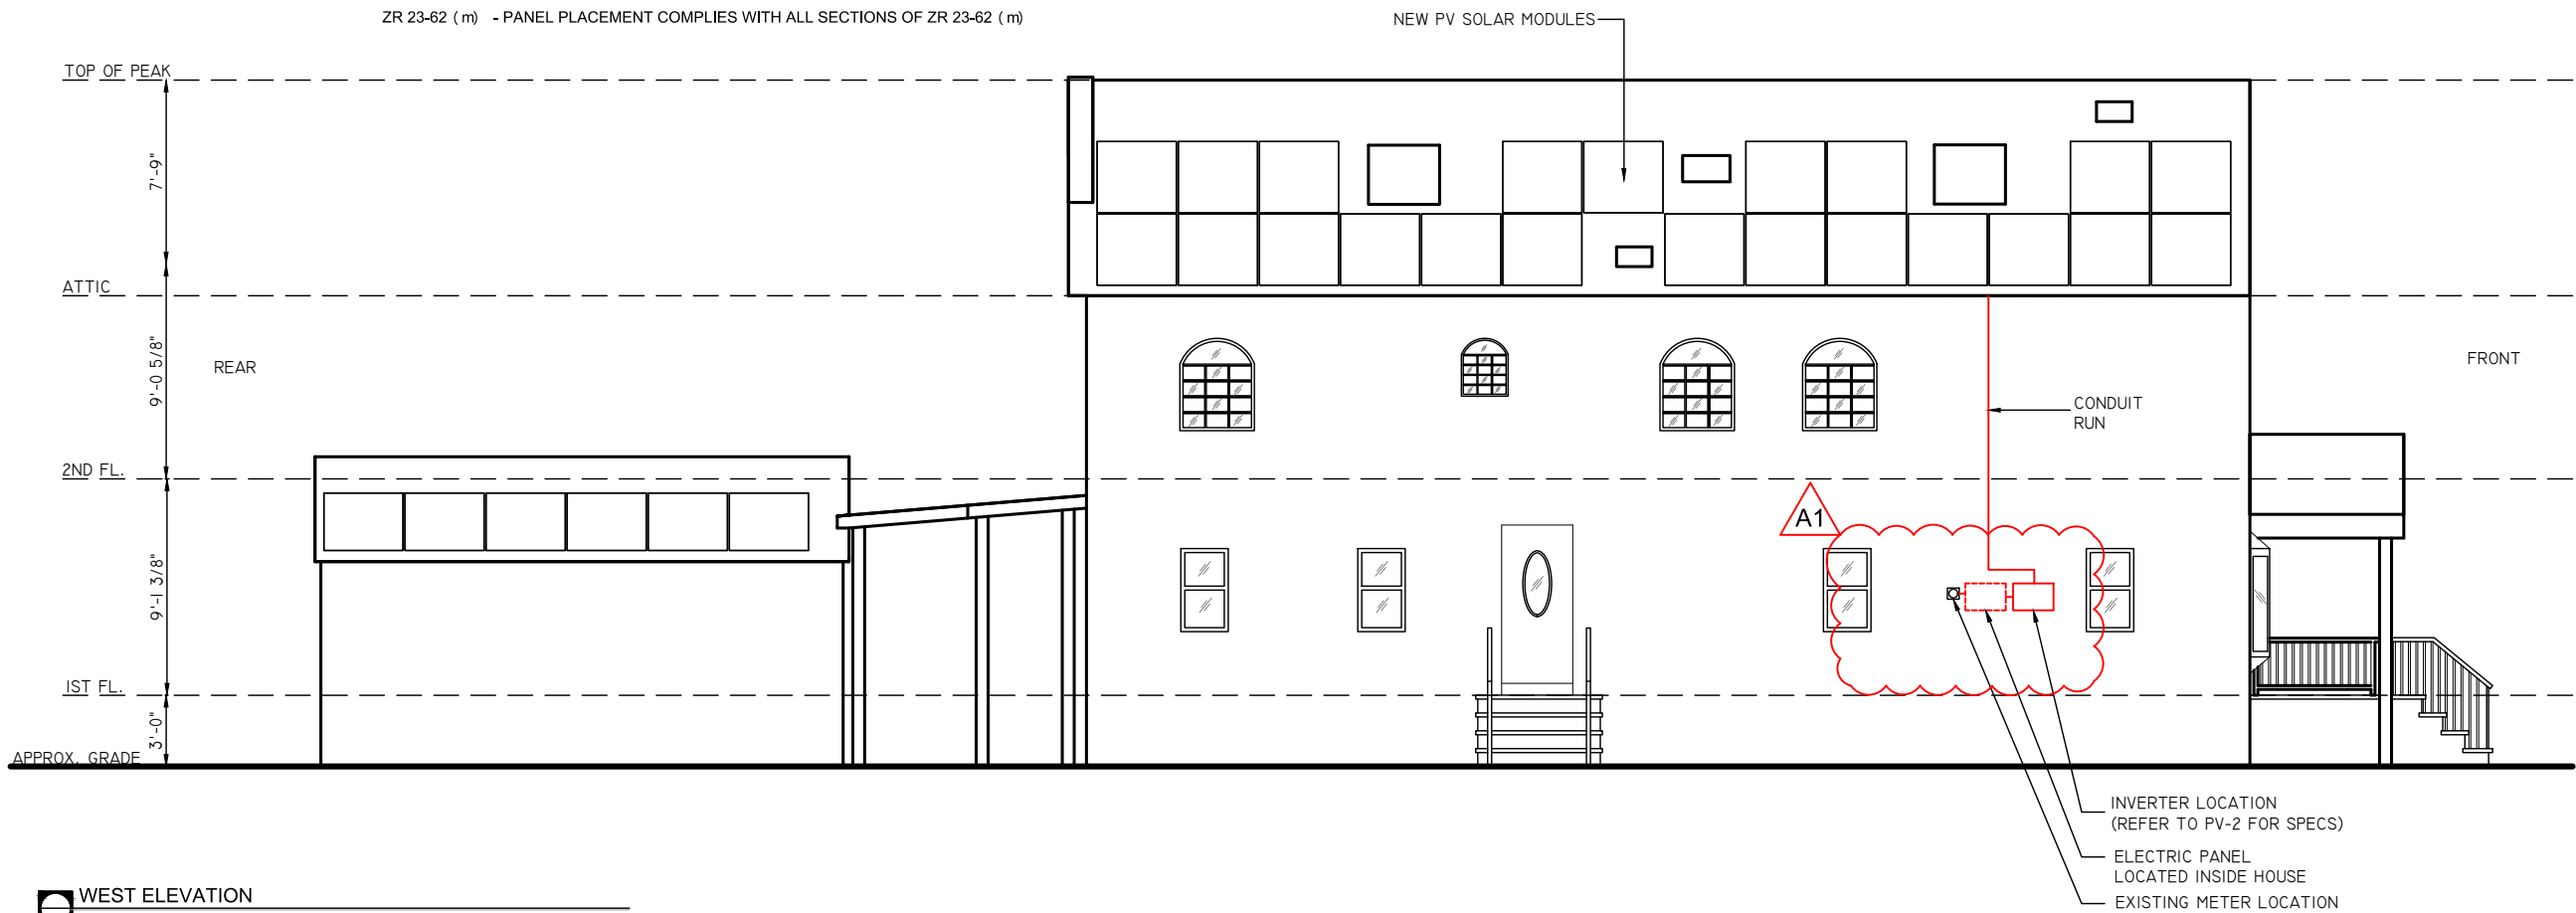 ZR 23-62 ( m)   - PANEL PLACEMENT COMPLIES WITH ALL SECTIONS OF ZR 23-62 ( m)
NEW PV SOLAR MODULES
TOP OF PEAK
7'-9"
ATTIC
9'-0 5/8"
REAR
FRONT
CONDUIT
RUN
2ND FL.
A1
9'-1 3/8"
1ST FL.
3'-0"
APPROX. GRADE
INVERTER LOCATION
(REFER TO PV-2 FOR SPECS)
ELECTRIC PANEL
LOCATED INSIDE HOUSE
EXISTING METER LOCATION
WEST ELEVATION